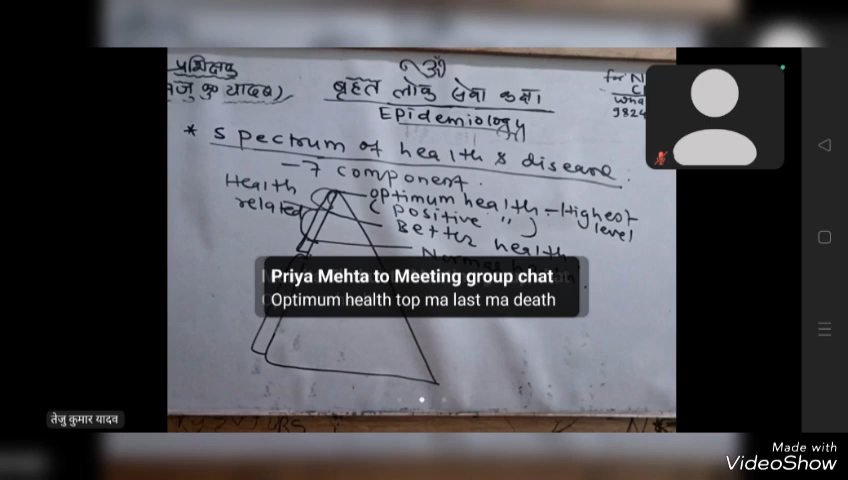 प्रशिक्षक
बृहत लोक सेवा कक्षा
Epidemiology
* Spectrum of health & disease:
- 7 component.
Health
related
Optimum health - Highest
level
( Positive " )
Better health
Priya Mehta to Meeting group chat
Optimum health top ma last ma death
तेजु कुमार यादव
Made with
VideoShow